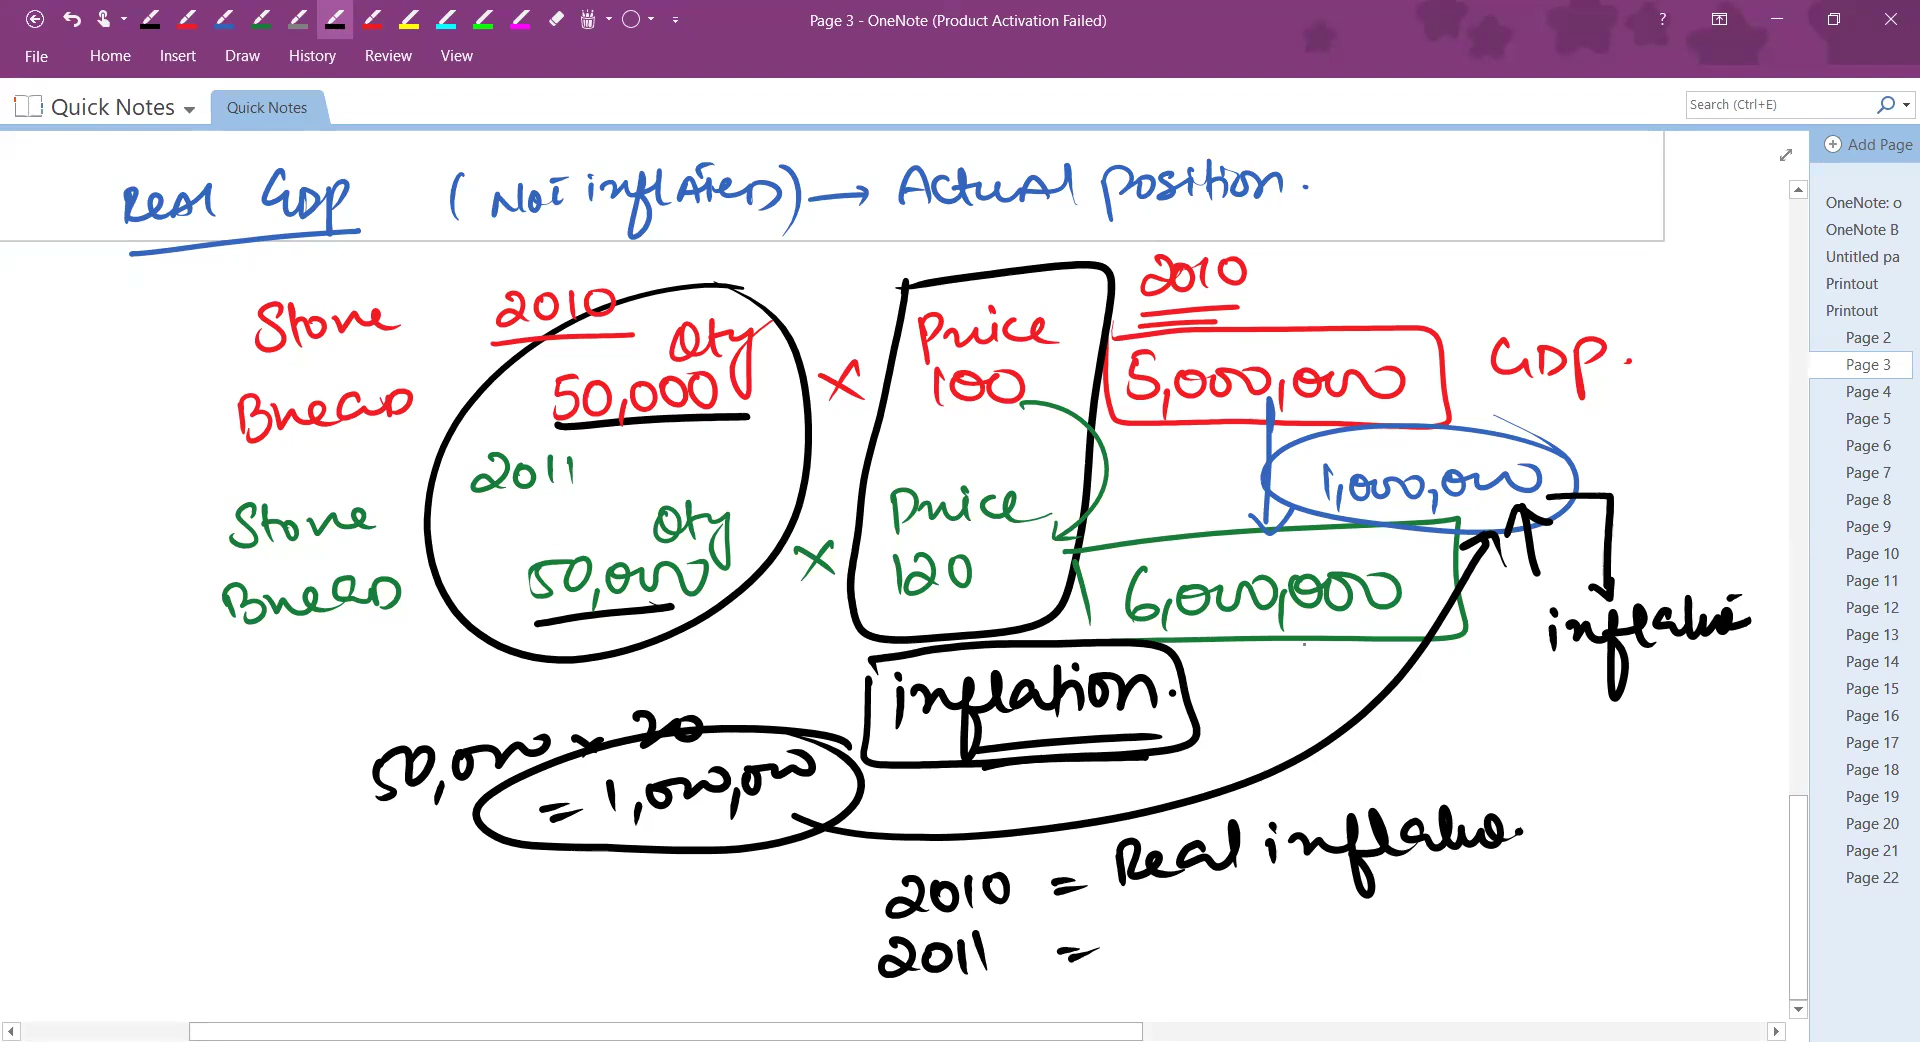 Page 3 - OneNote (Product Activation Failed)
?
File Home Insert Draw History Review View
Quick Notes Quick Notes Search (Ctrl+E)
Add Page
Real GDP (Not inflated) → Actual position.
2010
Store 2010 Qty Price
Bread 50,000 × 100 5,000,000 GDP.
2011 1,000,000
Store Qty Price
Bread 50,000 × 120 6,000,000
inflation.
50,000 × 20
= 1,000,000
2010 = Real
2011 =
OneNote: o
OneNote B
Untitled pa
Printout
Printout
Page 2
Page 3
Page 4
Page 5
Page 6
Page 7
Page 8
Page 9
Page 10
Page 11
Page 12
Page 13
Page 14
Page 15
Page 16
Page 17
Page 18
Page 19
Page 20
Page 21
Page 22